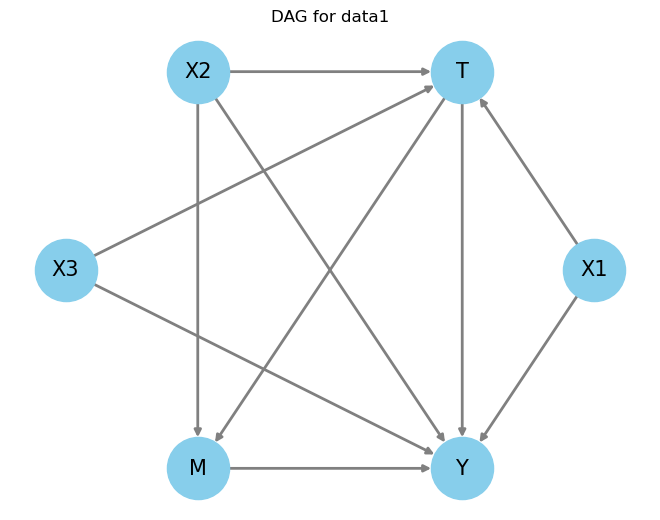 DAG for data1
X2
T
X3
X1
M
Y